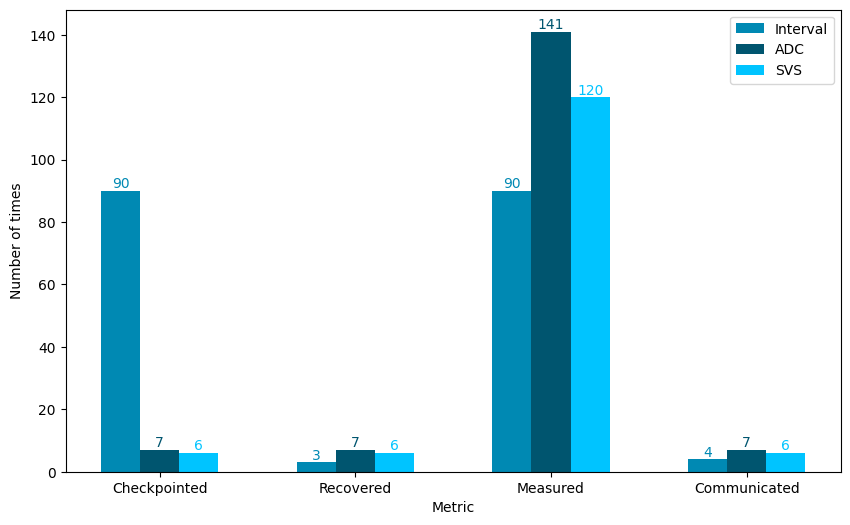 Interval
ADC
SVS
Number of times
140
120
100
80
60
40
20
0
90
7
6
3
7
6
90
141
120
4
7
6
Checkpointed
Recovered
Measured
Communicated
Metric